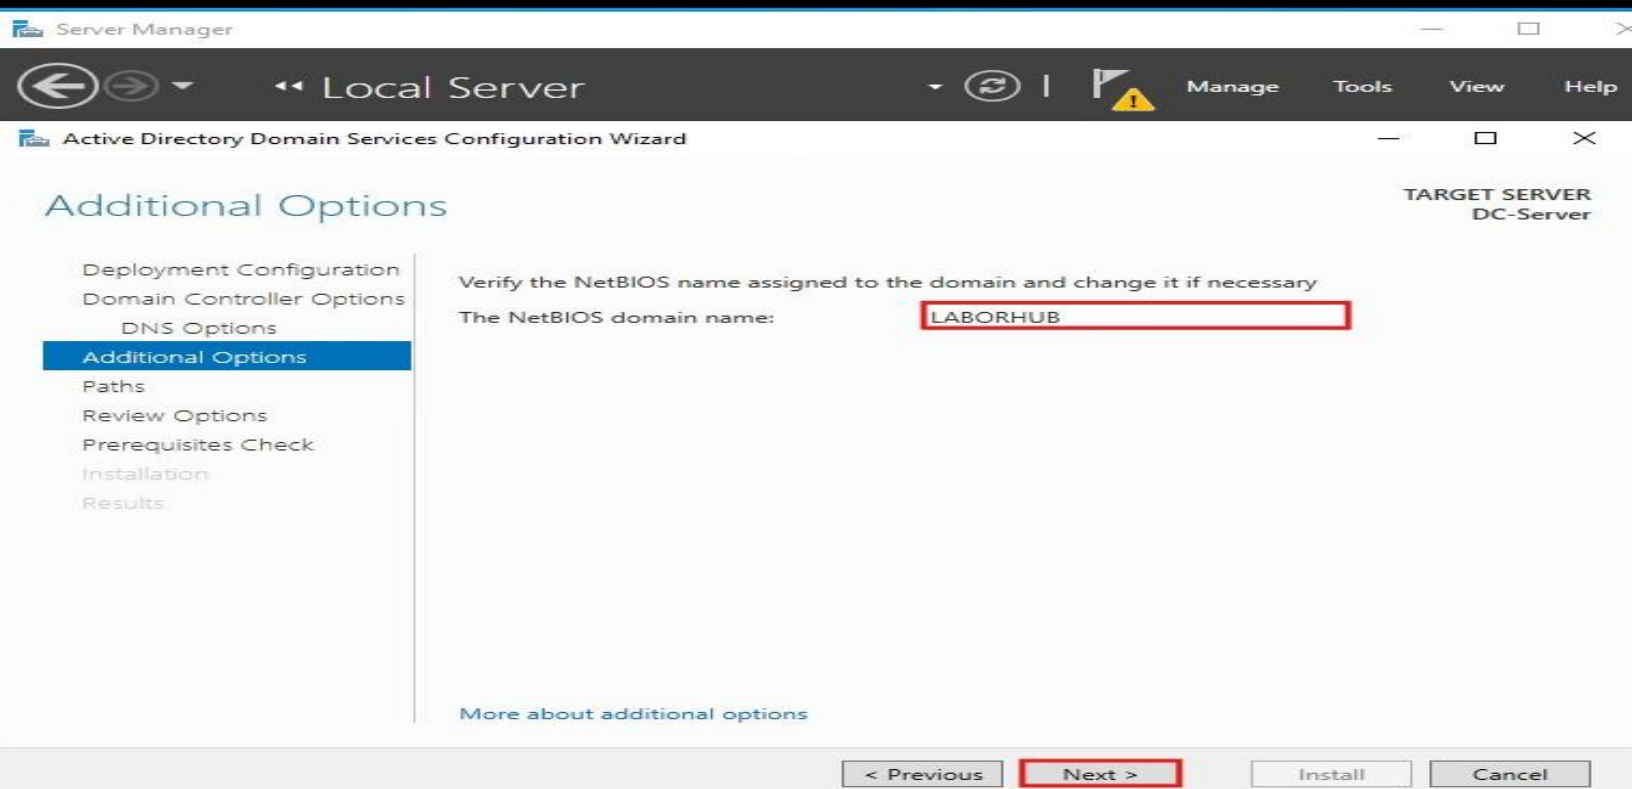 Server Manager
Local Server
Manage Tools View Help
Active Directory Domain Services Configuration Wizard
Additional Options
TARGET SERVER
DC-Server
Deployment Configuration
Domain Controller Options
DNS Options
Additional Options
Paths
Review Options
Prerequisites Check
Installation
Results
Verify the NetBIOS name assigned to the domain and change it if necessary
The NetBIOS domain name: LABORHUB
More about additional options
< Previous Next > Install Cancel